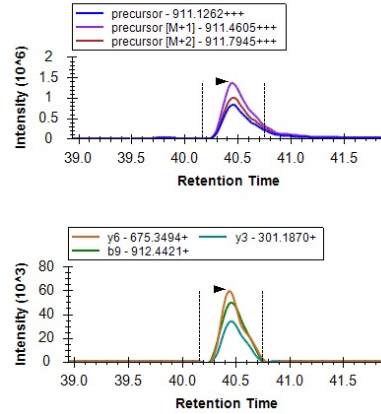 precursor - 911.1262+++
precursor [M+1] - 911.4605+++
precursor [M+2] - 911.7945+++
Intensity (10^6)
2
1.5
1
0.5
0
39.0 39.5 40.0 40.5 41.0 41.5
Retention Time
y6 - 675.3494+ y3 - 301.1870+
b9 - 912.4421+
Intensity (10^3)
80
60
40
20
0
39.0 39.5 40.0 40.5 41.0 41.5
Retention Time